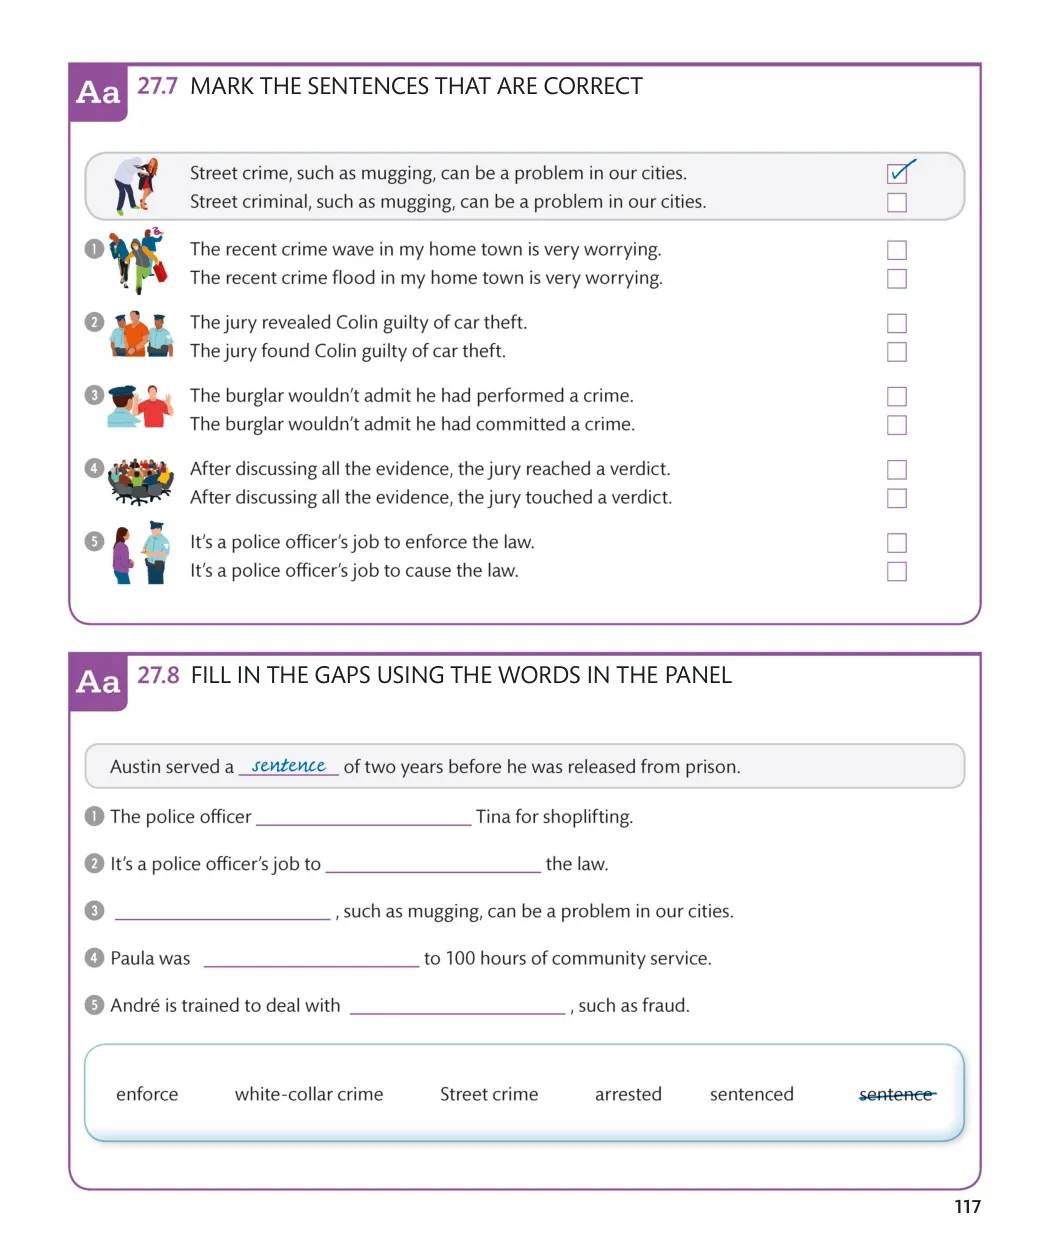 Aa 27.7 MARK THE SENTENCES THAT ARE CORRECT
Street crime, such as mugging, can be a problem in our cities.
Street criminal, such as mugging, can be a problem in our cities.
1 The recent crime wave in my home town is very worrying.
The recent crime flood in my home town is very worrying.
2 The jury revealed Colin guilty of car theft.
The jury found Colin guilty of car theft.
3 The burglar wouldn’t admit he had performed a crime.
The burglar wouldn’t admit he had committed a crime.
4 After discussing all the evidence, the jury reached a verdict.
After discussing all the evidence, the jury touched a verdict.
5 It’s a police officer’s job to enforce the law.
It’s a police officer’s job to cause the law.
Aa 27.8 FILL IN THE GAPS USING THE WORDS IN THE PANEL
Austin served a sentence of two years before he was released from prison.
1 The police officer ____ Tina for shoplifting.
2 It’s a police officer’s job to ____ the law.
3 ____ , such as mugging, can be a problem in our cities.
4 Paula was ____ to 100 hours of community service.
5 André is trained to deal with ____ , such as fraud.
enforce white-collar crime Street crime arrested sentenced sentence
117